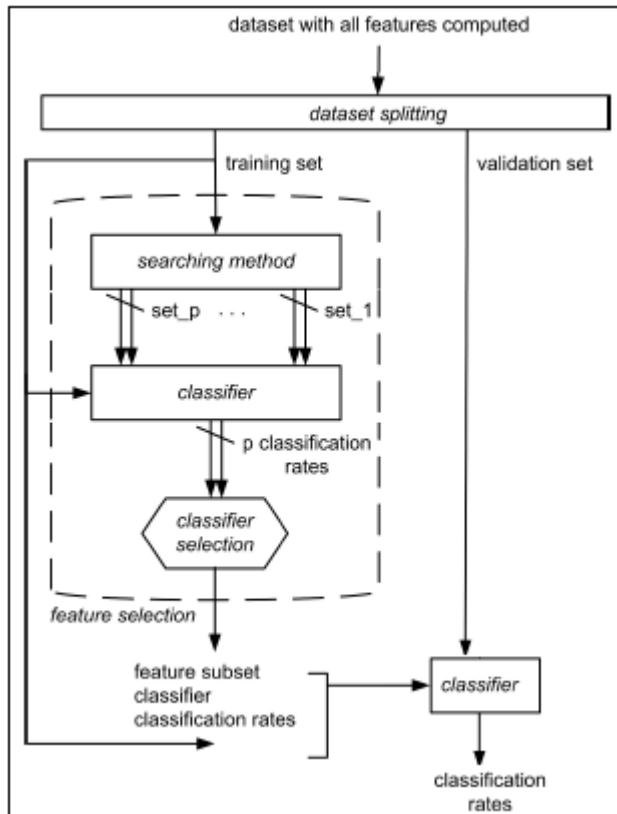 dataset with all features computed
dataset splitting
training set
validation set
searching method
set_p ... set_1
classifier
p classification
rates
classifier
selection
feature selection
feature subset
classifier
classification rates
classifier
classification
rates